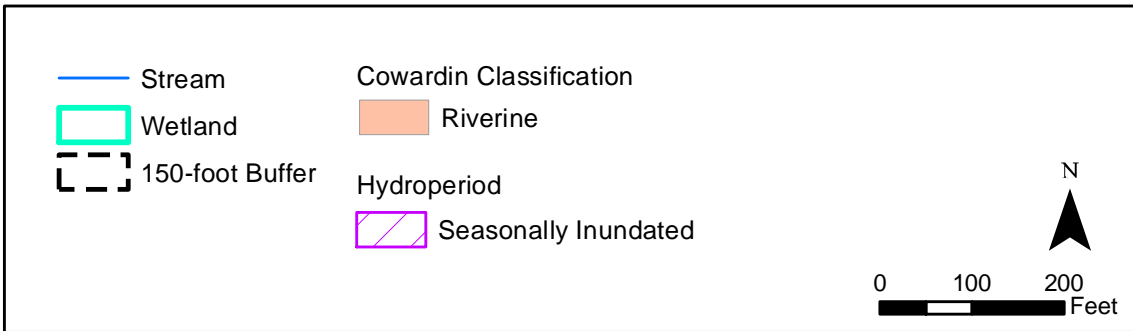 Stream
Wetland
150-foot Buffer
Cowardin Classification
Riverine
Hydroperiod
Seasonally Inundated
N
0 100 200
Feet